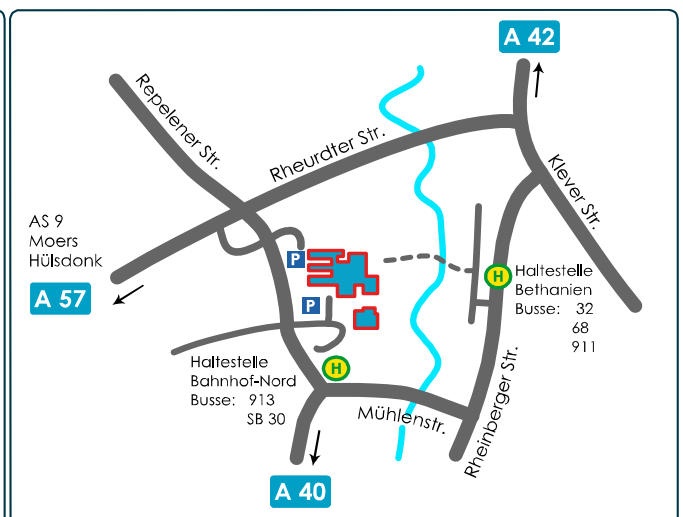 A 42
Repelener Str.
Rheurdter Str.
Klever Str.
AS 9
Moers
Hülsdonk
A 57
P
P
H
Haltestelle
Bethanien
Busse: 32
68
911
Haltestelle
Bahnhof-Nord
Busse: 913
SB 30
H
Mühlenstr.
Rheinberger Str.
A 40